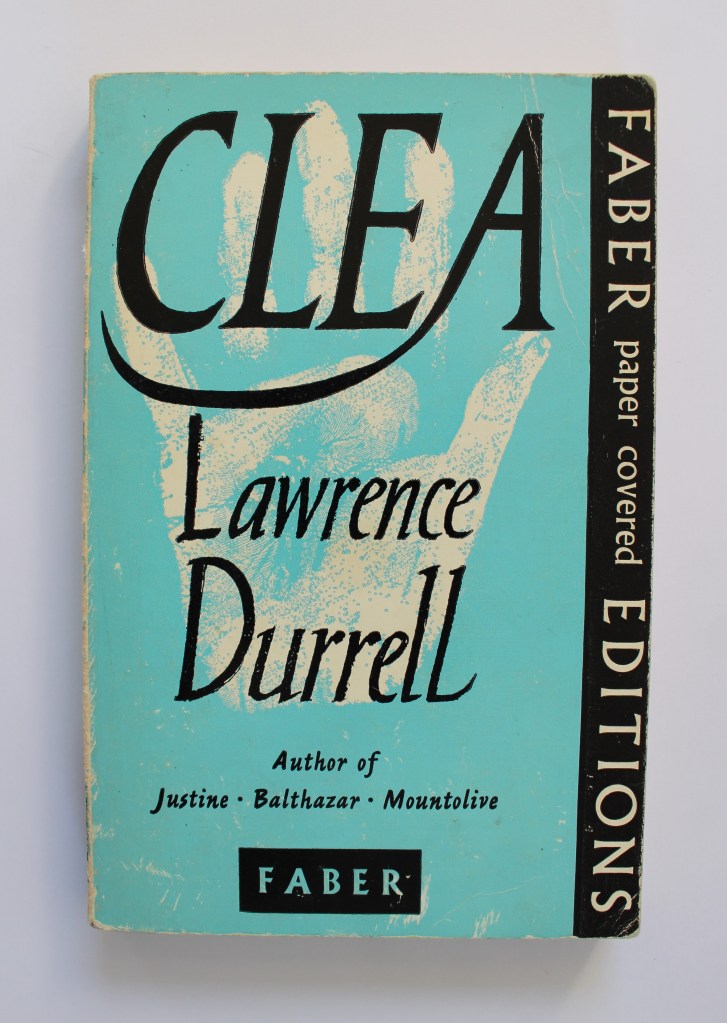 CLEA
Lawrence
Durrell
Author of
Justine · Balthazar · Mountolive
FABER
FABER paper covered EDITIONS